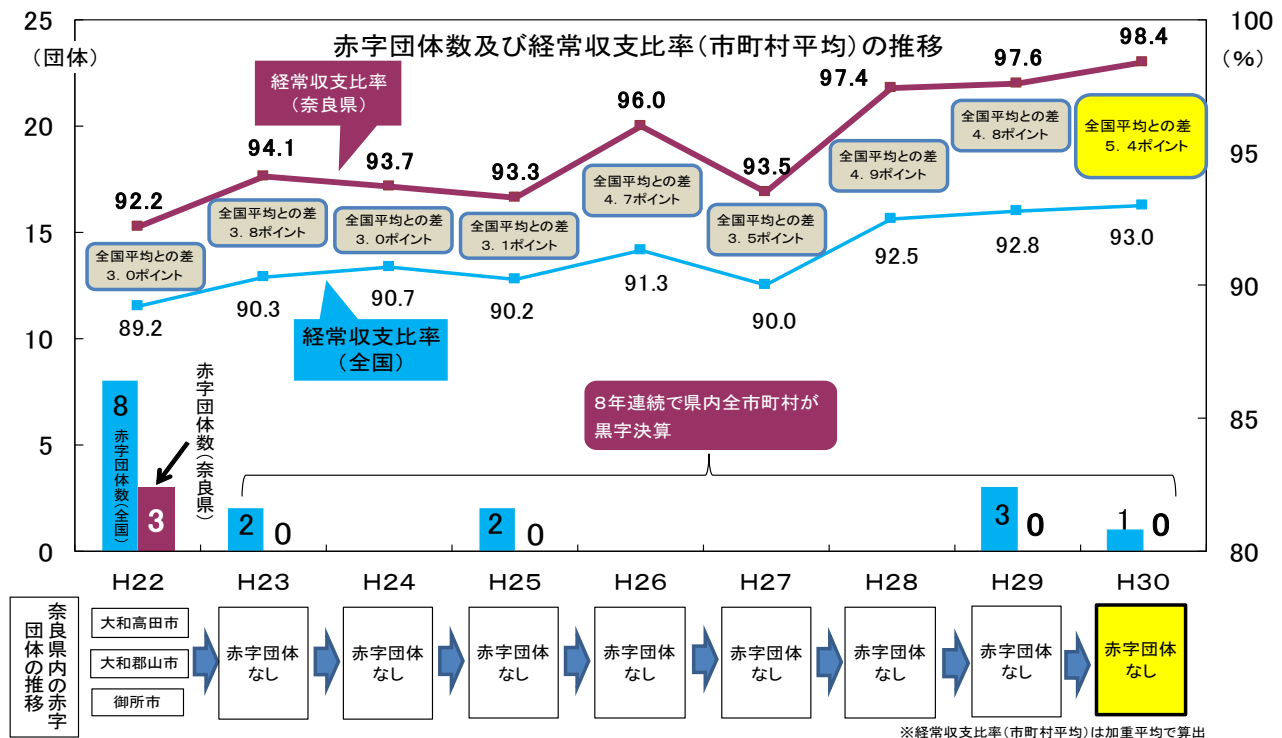 赤字団体数及び経常収支比率(市町村平均)の推移
25
(団体)
20
15
10
5
0
100
(%)
95
90
85
80
経常収支比率
(奈良県)
92.2
94.1
93.7
93.3
96.0
93.5
97.4
97.6
98.4
全国平均との差
3.0ポイント
全国平均との差
3.8ポイント
全国平均との差
3.0ポイント
全国平均との差
3.1ポイント
全国平均との差
4.7ポイント
全国平均との差
3.5ポイント
全国平均との差
4.9ポイント
全国平均との差
4.8ポイント
全国平均との差
5.4ポイント
89.2
90.3
90.7
90.2
91.3
90.0
92.5
92.8
93.0
経常収支比率
(全国)
8
赤字団体数(全国)
3
赤字団体数(奈良県)
8年連続で県内全市町村が
黒字決算
2
0
2
0
3
0
1
0
H22
H23
H24
H25
H26
H27
H28
H29
H30
奈良県内の赤字
団体の推移
大和高田市
大和郡山市
御所市
赤字団体
なし
赤字団体
なし
赤字団体
なし
赤字団体
なし
赤字団体
なし
赤字団体
なし
赤字団体
なし
赤字団体
なし
※経常収支比率(市町村平均)は加重平均で算出